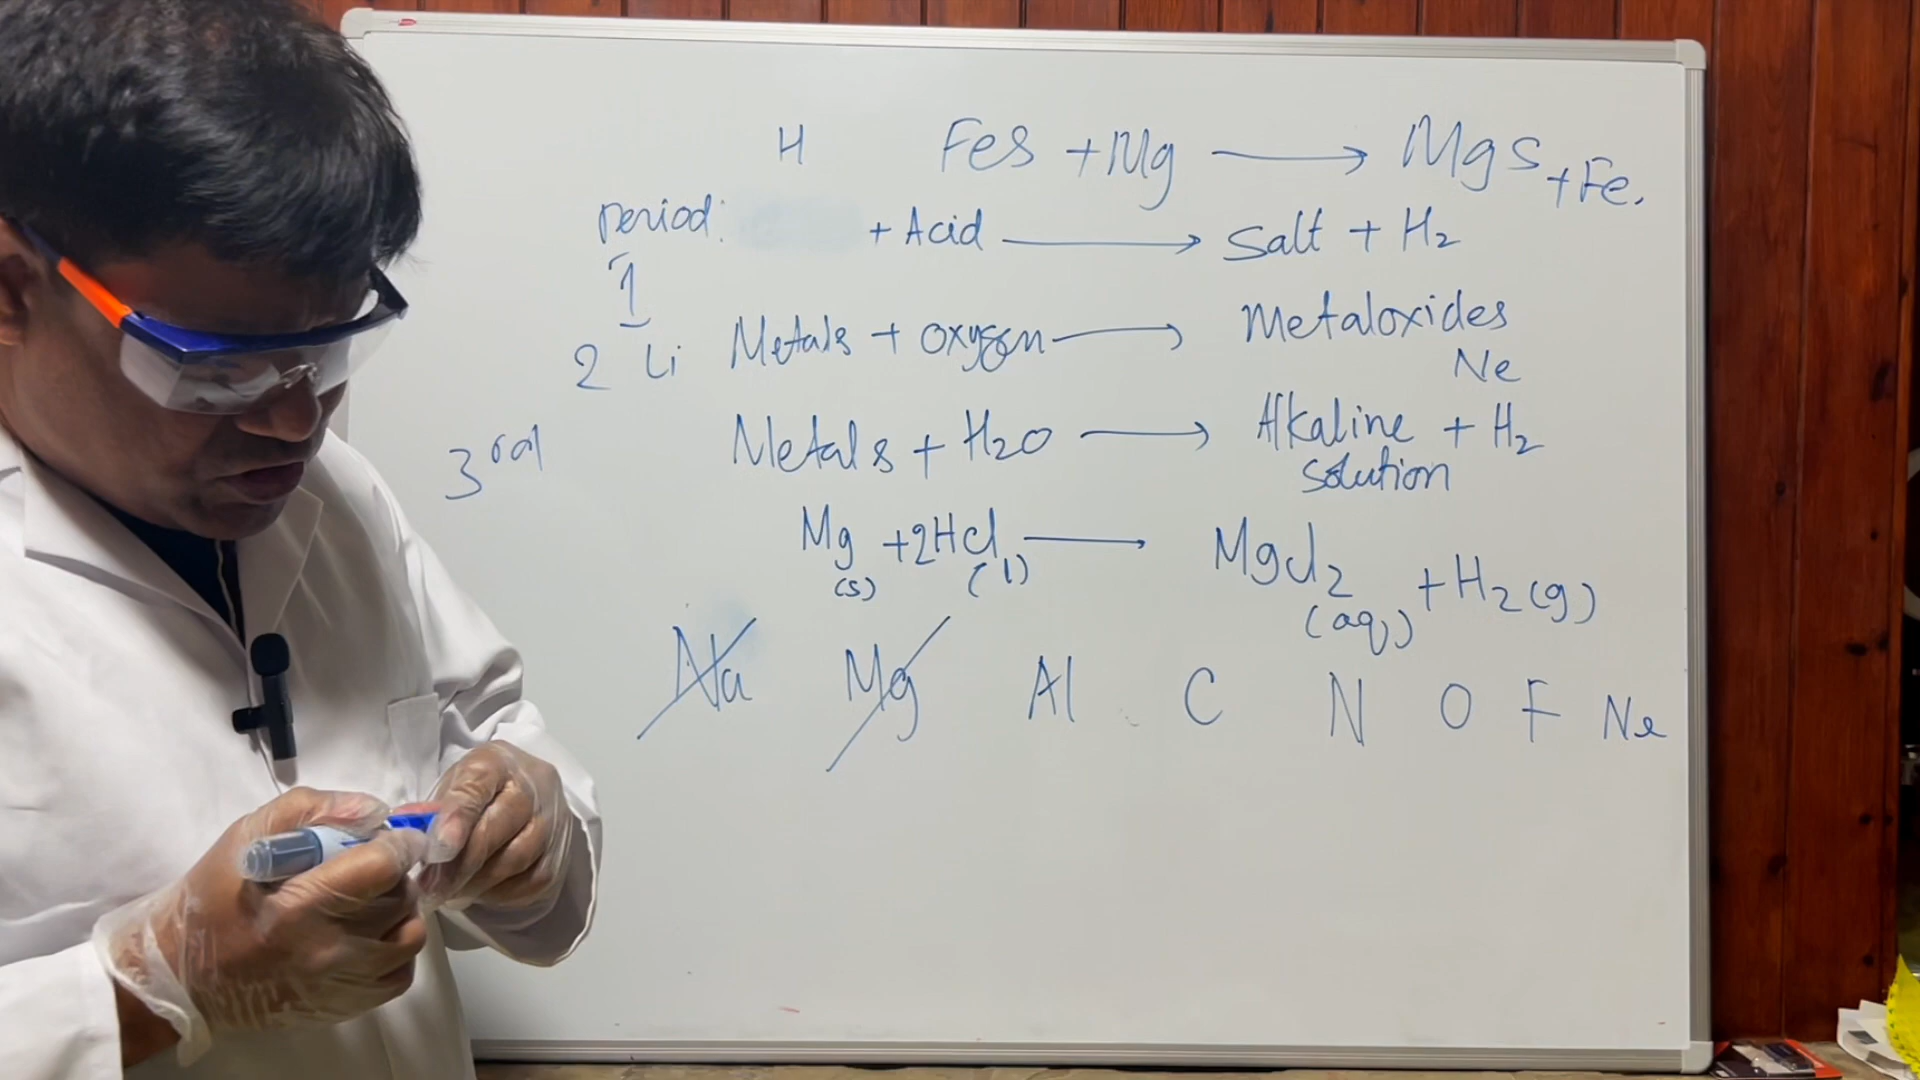 H FeS + Mg → MgS + Fe.
Period: + Acid → Salt + H2
1
2 Li Metals + Oxygen → Metaloxides
Ne
3rd Metals + H2O → Alkaline + H2
Solution
Mg (s) + 2HCl (l) → MgCl2 (aq) + H2 (g)
Na Mg Al C N O F Ne